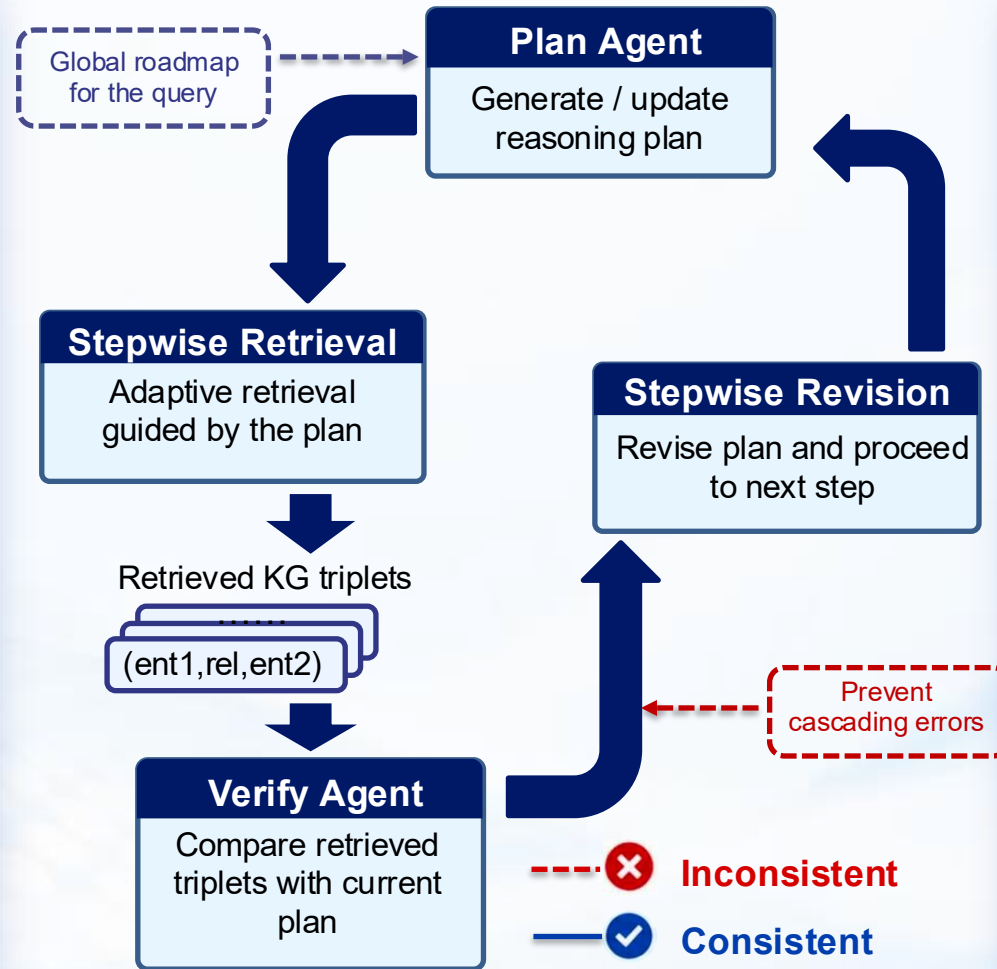 Global roadmap
for the query
Plan Agent
Generate / update
reasoning plan
Stepwise Retrieval
Adaptive retrieval
guided by the plan
Retrieved KG triplets
......
(ent1,rel,ent2)
Verify Agent
Compare retrieved
triplets with current
plan
Stepwise Revision
Revise plan and proceed
to next step
Prevent
cascading errors
Inconsistent
Consistent